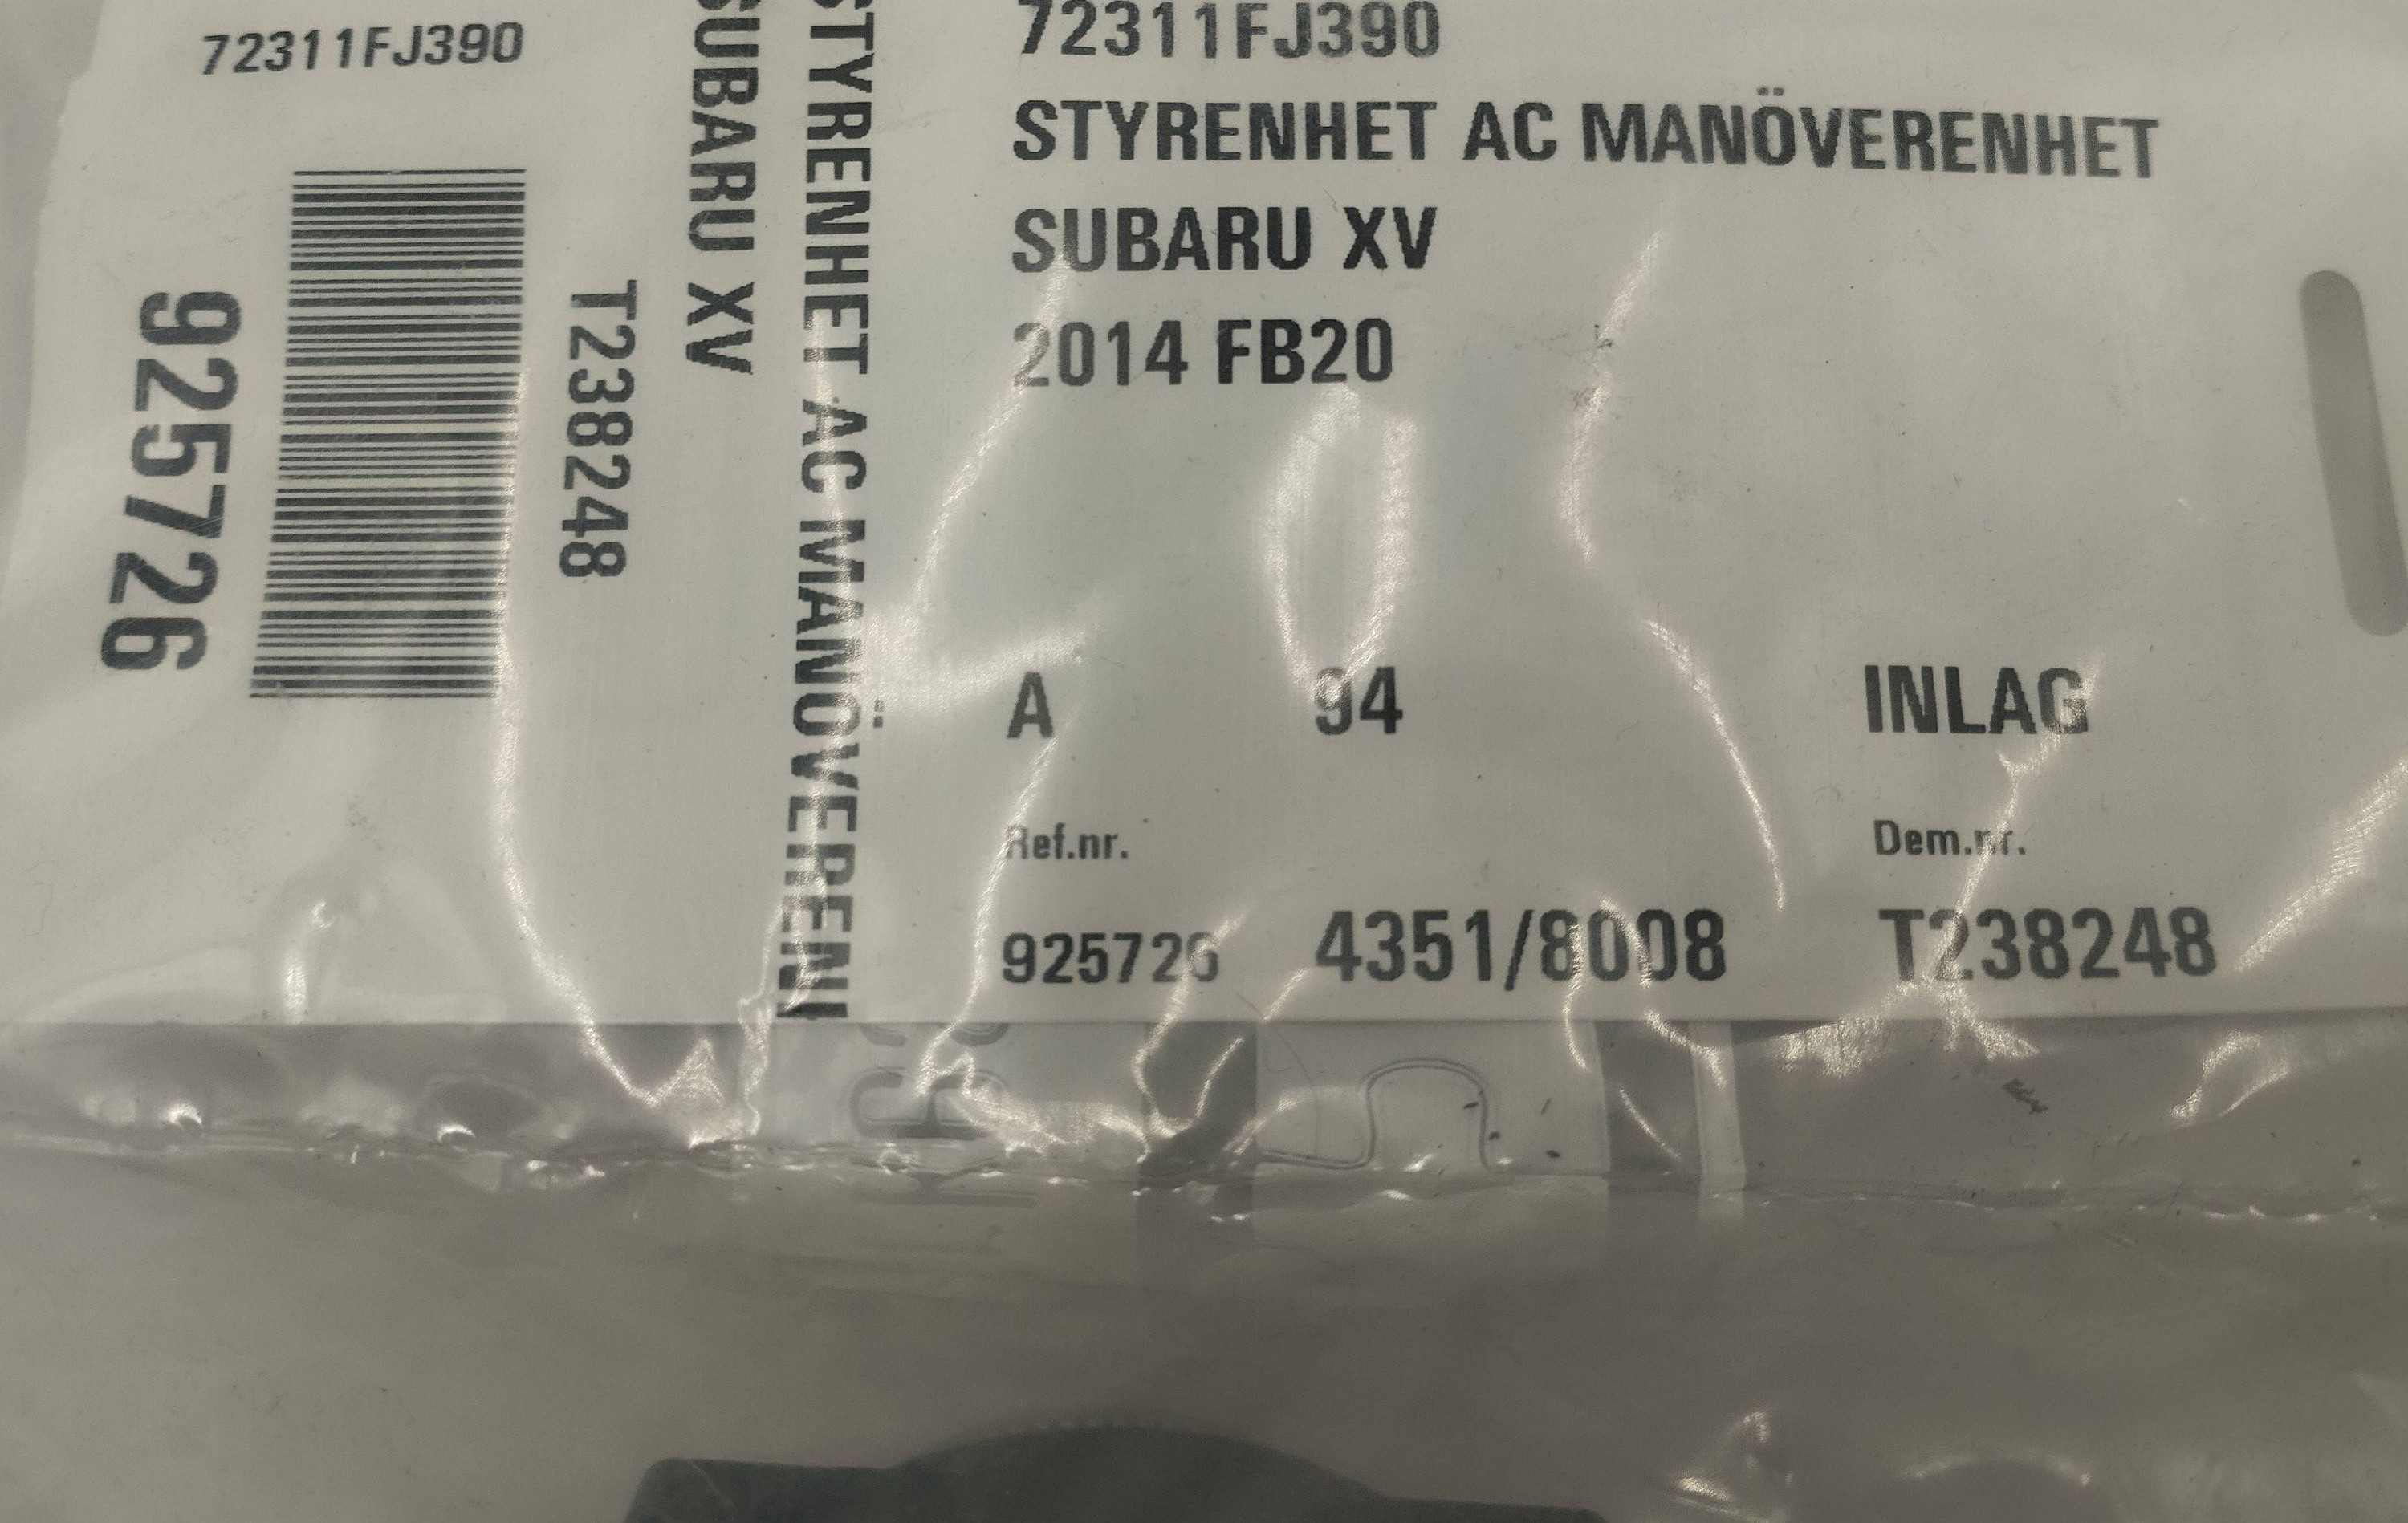 72311FJ390
925726
T238248
SUBARU XV
STYRENHET AC MANÖVERENH
72311FJ390
STYRENHET AC MANÖVERENHET
SUBARU XV
2014 FB20
A 94 INLAG
Ref.nr. Dem.nr.
925726 4351/8008 T238248